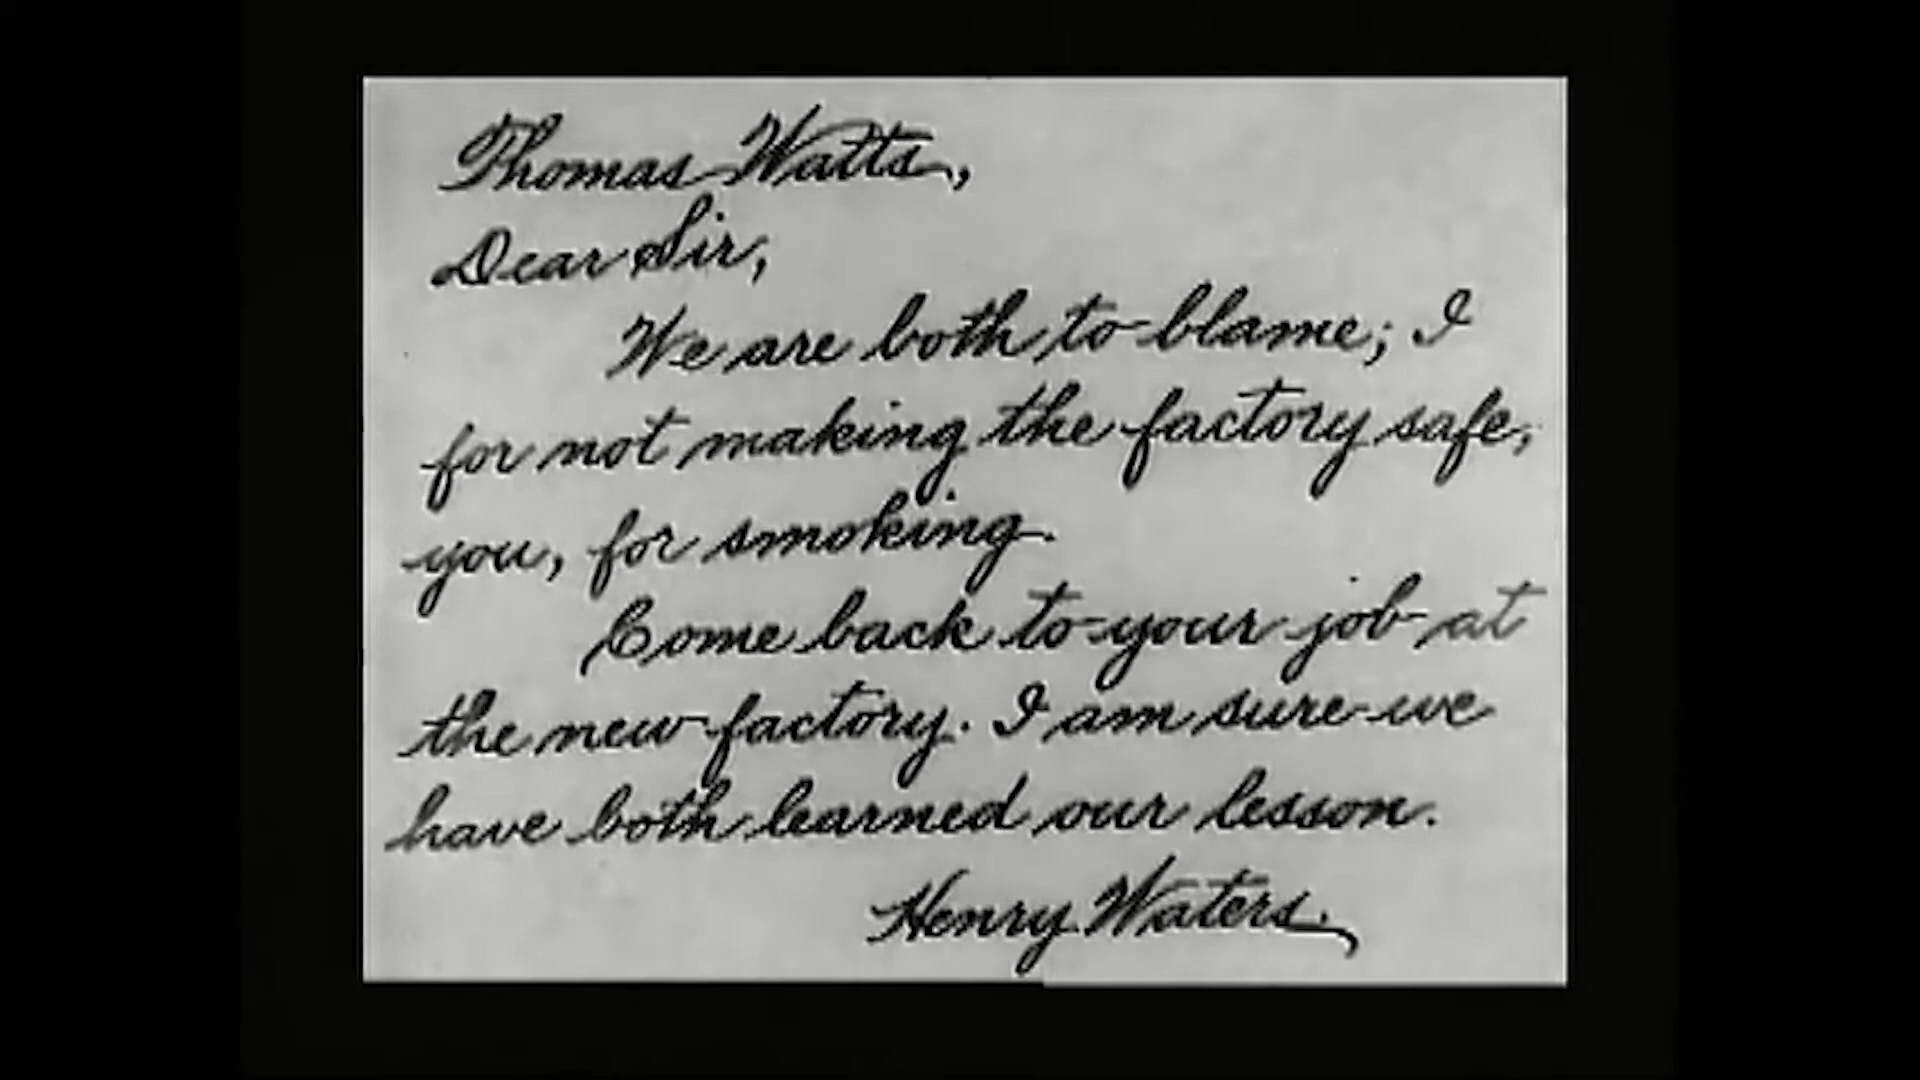 Thomas Watts,
Dear Sir,
We are both to blame; I
for not making the factory safe,
you, for smoking.
Come back to your job at
the new factory. I am sure we
have both learned our lesson.
Henry Waters.